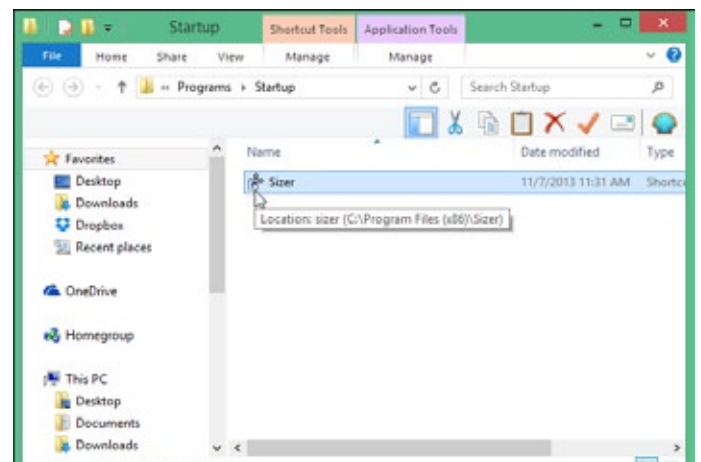 Startup
Shortcut Tools
Application Tools
File
Home
Share
View
Manage
Manage
« Programs ▸ Startup
Search Startup
Name
Date modified
Type
Favorites
Desktop
Downloads
Dropbox
Recent places
OneDrive
Homegroup
This PC
Desktop
Documents
Downloads
Sizer
11/7/2013 11:31 AM
Shortc
Location: sizer (C:\Program Files (x86)\Sizer)